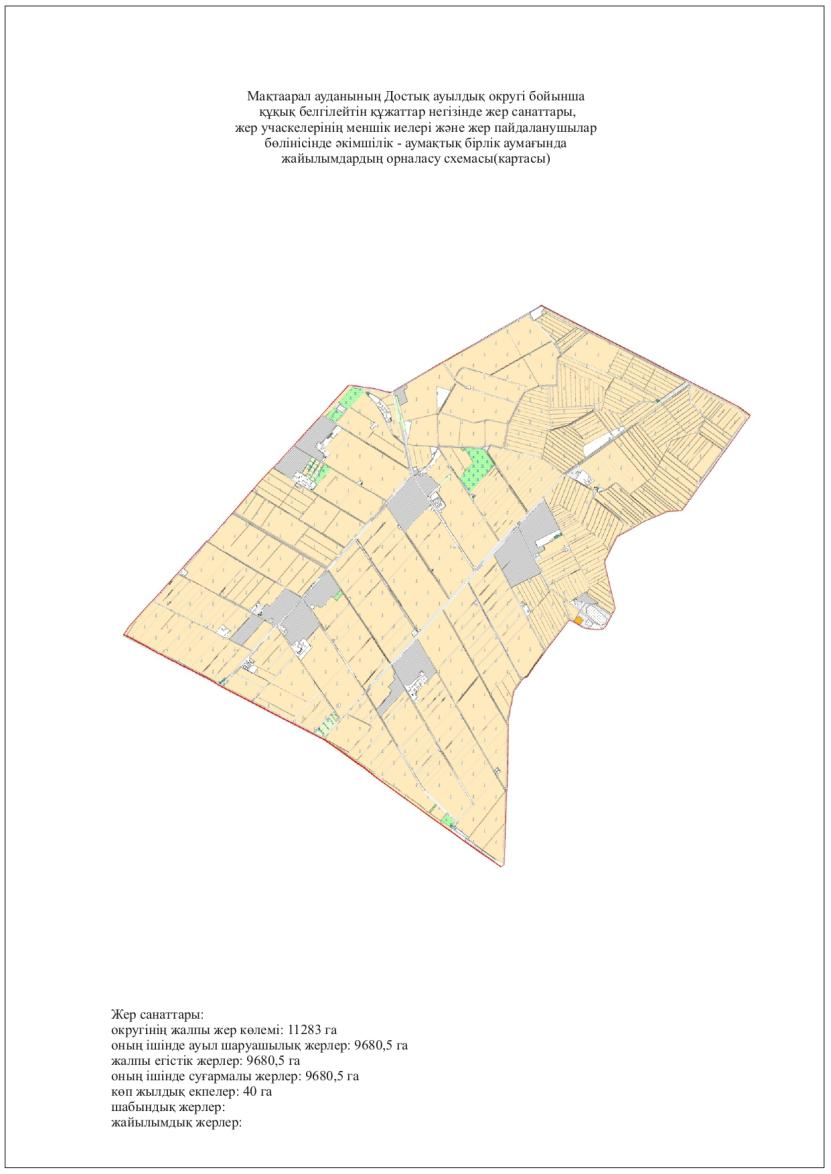 Мақтаарал ауданының Достық ауылдық округі бойынша
құқық белгілейтін құжаттар негізінде жер санаттары,
жер учаскелерінің меншік иелері және жер пайдаланушылар
бөлінісінде әкімшілік - аумақтық бірлік аумағында
жайылымдардың орналасу схемасы(картасы)
Жер санаттары:
округінің жалпы жер көлемі: 11283 га
оның ішінде ауыл шаруашылық жерлер: 9680,5 га
жалпы егістік жерлер: 9680,5 га
оның ішінде суғармалы жерлер: 9680,5 га
көп жылдық екпелер: 40 га
шабындық жерлер:
жайылымдық жерлер: